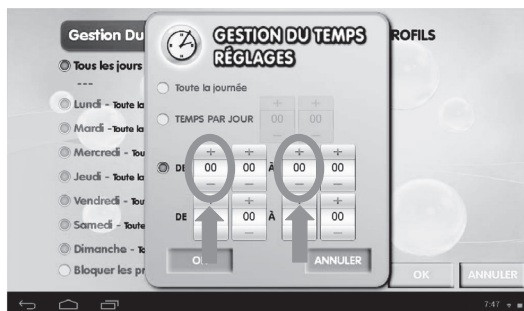 Gestion Du
ROFILS
GESTION DU TEMPS
RÉGLAGES
Tous les jours
---
Lundi - Toute la
Mardi -Toute la
Mercredi - Tou
Jeudi - Toute la
Vendredi - Tou
Samedi - Toute
Dimanche - To
Bloquer les pr
Toute la journée
+ +
TEMPS PAR JOUR 00 00
+ + + +
DE 00 00 À 00 00
− − − −
+ +
DE 00 À 00
− −
O
ANNULER
OK
ANNULER
7:47